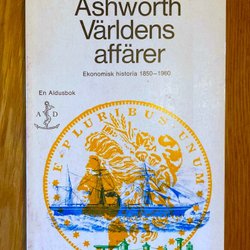 Ashworth
Världens
affärer
Ekonomisk historia 1850-1960
En Aldusbok
A D
E PLURIBUS UNUM